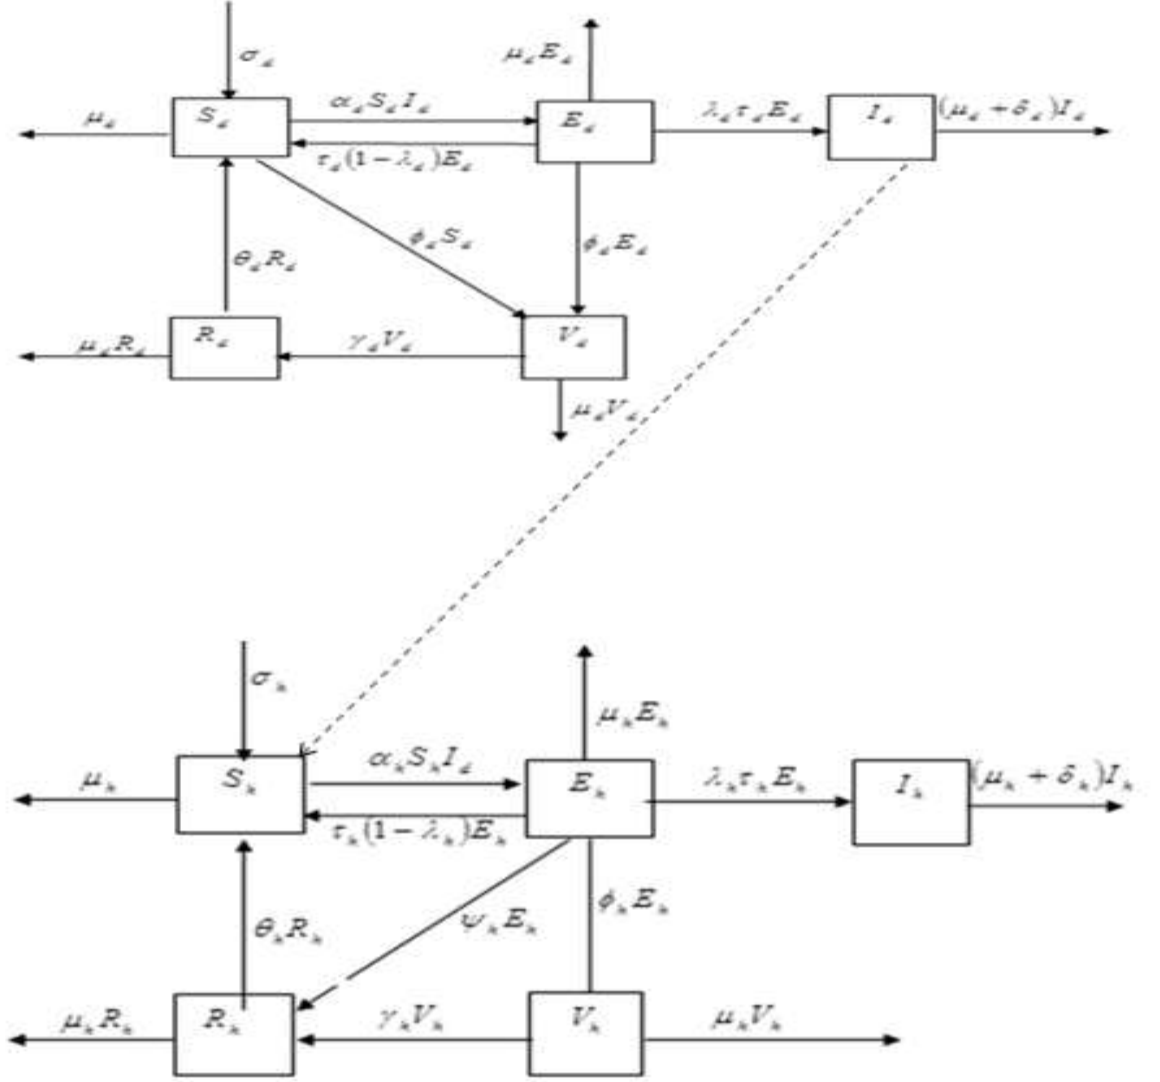 σ_d
μ_d E_d
μ_d
S_d
α_d S_d I_d
E_d
λ_d τ_d E_d
I_d
(μ_d + δ_d)I_d
τ_d(1 − λ_d)E_d
ϕ_d S_d
ϕ_d E_d
θ_d R_d
μ_d R_d
R_d
γ_d V_d
V_d
μ_d V_d
σ_h
μ_h E_h
μ_h
S_h
α_h S_h I_d
E_h
λ_h τ_h E_h
I_h
(μ_h + δ_h)I_h
τ_h(1 − λ_h)E_h
θ_h R_h
ψ_h E_h
ϕ_h E_h
μ_h R_h
R_h
γ_h V_h
V_h
μ_h V_h